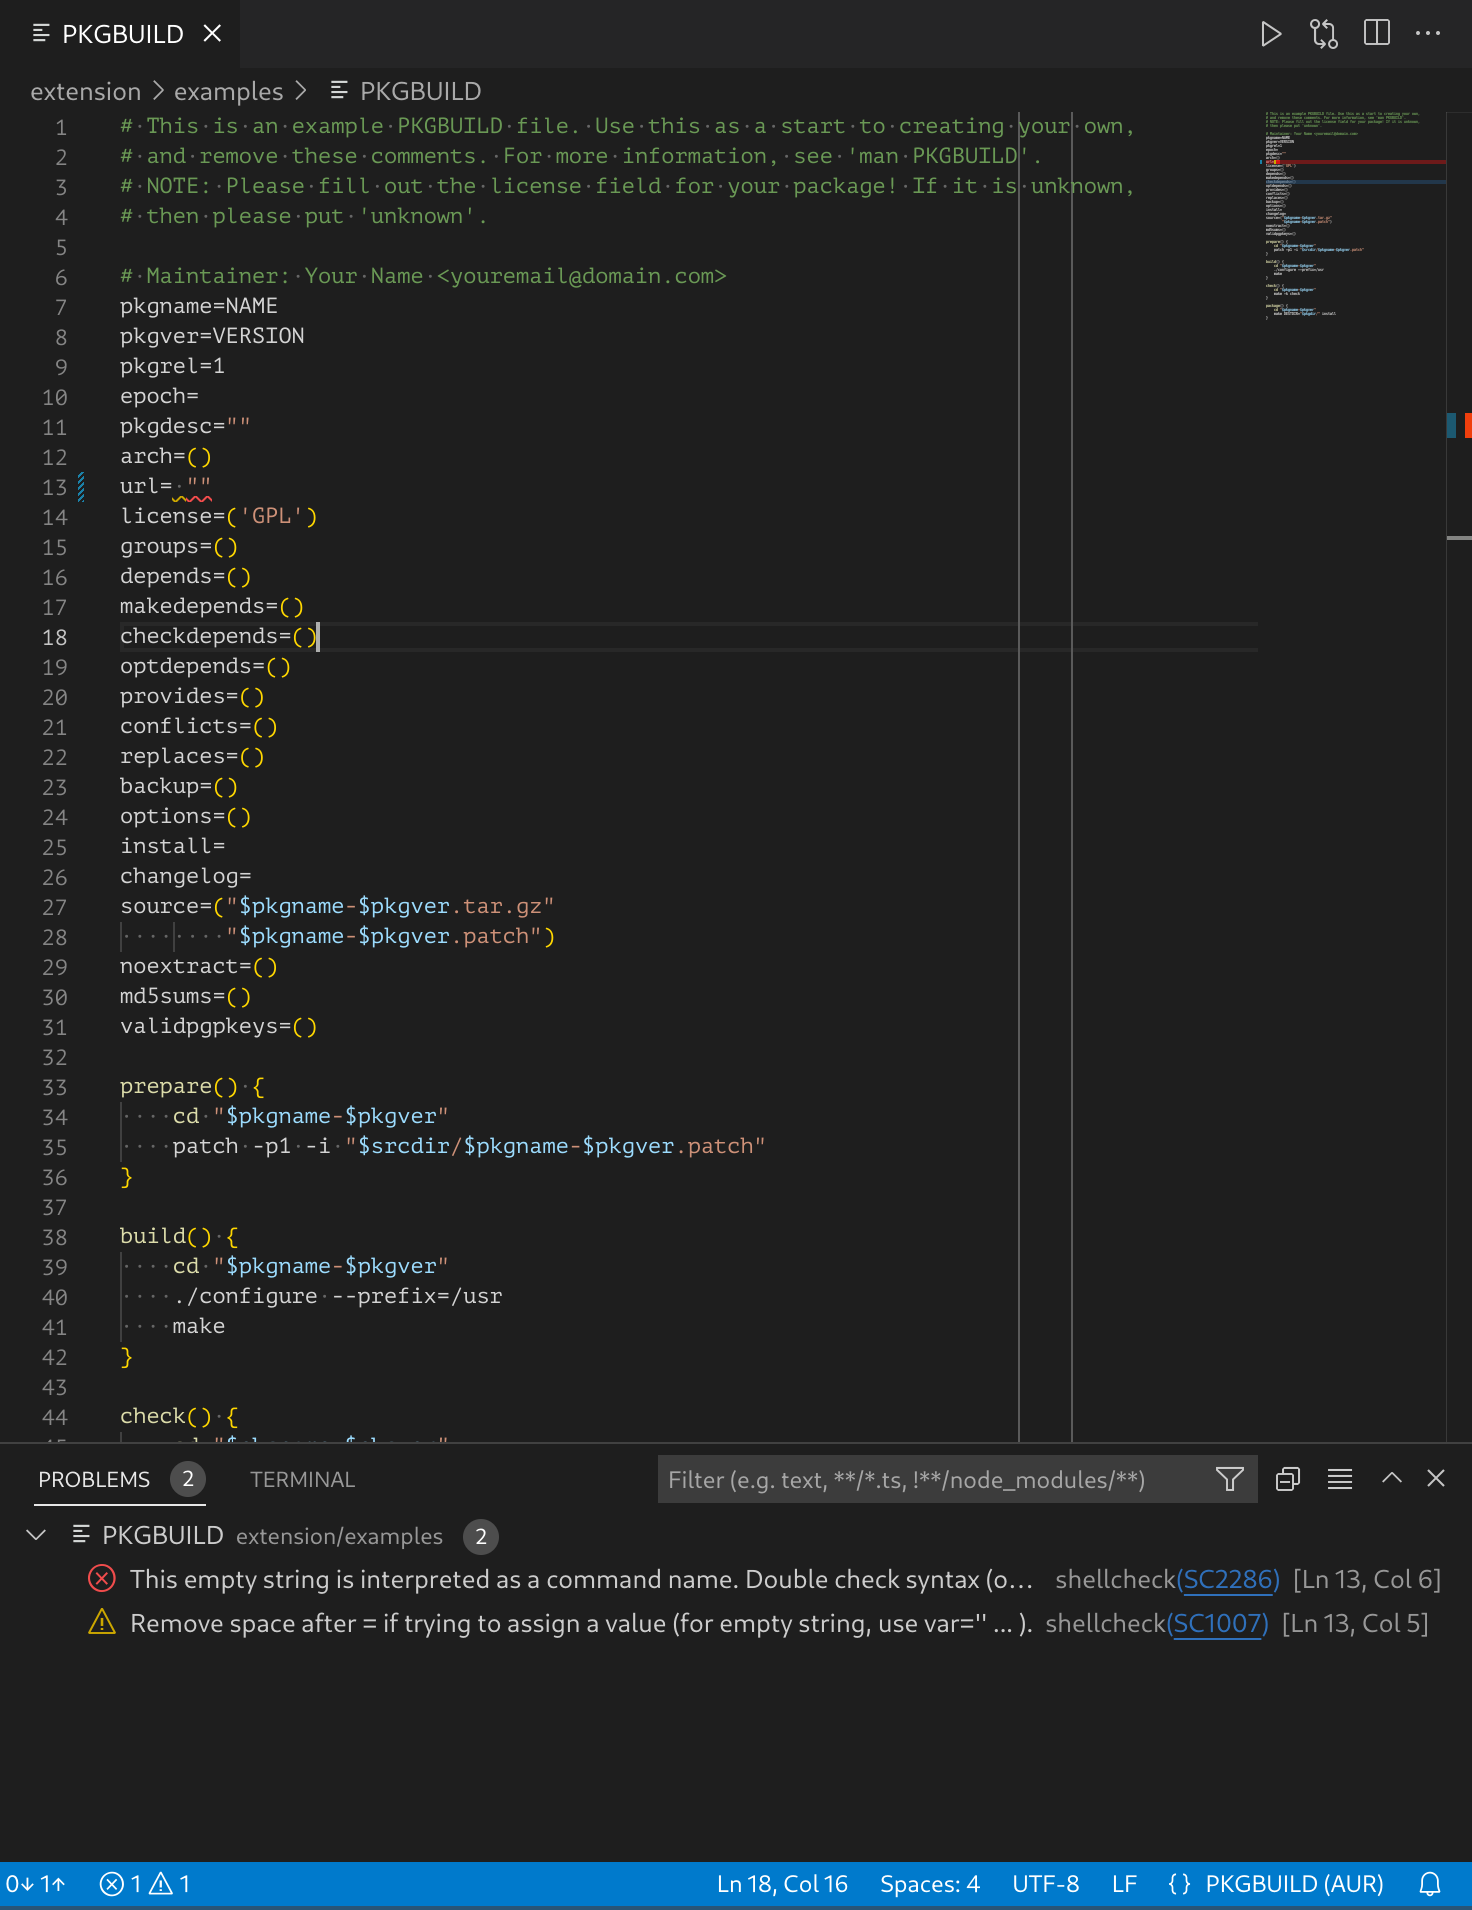 PKGBUILD
extension > examples > PKGBUILD
1 # This is an example PKGBUILD file. Use this as a start to creating your own,
2 # and remove these comments. For more information, see 'man PKGBUILD'.
3 # NOTE: Please fill out the license field for your package! If it is unknown,
4 # then please put 'unknown'.
5
6 # Maintainer: Your Name <youremail@domain.com>
7 pkgname=NAME
8 pkgver=VERSION
9 pkgrel=1
10 epoch=
11 pkgdesc=""
12 arch=()
13 url= ""
14 license=('GPL')
15 groups=()
16 depends=()
17 makedepends=()
18 checkdepends=()
19 optdepends=()
20 provides=()
21 conflicts=()
22 replaces=()
23 backup=()
24 options=()
25 install=
26 changelog=
27 source=("$pkgname-$pkgver.tar.gz"
28         "$pkgname-$pkgver.patch")
29 noextract=()
30 md5sums=()
31 validpgpkeys=()
32
33 prepare() {
34     cd "$pkgname-$pkgver"
35     patch -p1 -i "$srcdir/$pkgname-$pkgver.patch"
36 }
37
38 build() {
39     cd "$pkgname-$pkgver"
40     ./configure --prefix=/usr
41     make
42 }
43
44 check() {
PROBLEMS 2 TERMINAL Filter (e.g. text, **/*.ts, !**/node_modules/**)
PKGBUILD extension/examples 2
This empty string is interpreted as a command name. Double check syntax (o… shellcheck(SC2286) [Ln 13, Col 6]
Remove space after = if trying to assign a value (for empty string, use var='' ... ). shellcheck(SC1007) [Ln 13, Col 5]
0↓ 1↑ 1 1 Ln 18, Col 16 Spaces: 4 UTF-8 LF {} PKGBUILD (AUR)